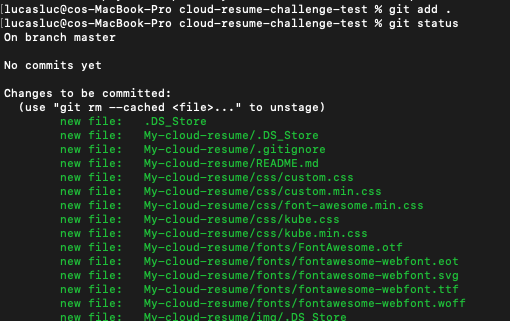 [lucasluc@cos-MacBook-Pro cloud-resume-challenge-test % git add .
[lucasluc@cos-MacBook-Pro cloud-resume-challenge-test % git status
On branch master
No commits yet
Changes to be committed:
(use "git rm --cached <file>..." to unstage)
new file: .DS_Store
new file: My-cloud-resume/.DS_Store
new file: My-cloud-resume/.gitignore
new file: My-cloud-resume/README.md
new file: My-cloud-resume/css/custom.css
new file: My-cloud-resume/css/custom.min.css
new file: My-cloud-resume/css/font-awesome.min.css
new file: My-cloud-resume/css/kube.css
new file: My-cloud-resume/css/kube.min.css
new file: My-cloud-resume/fonts/FontAwesome.otf
new file: My-cloud-resume/fonts/fontawesome-webfont.eot
new file: My-cloud-resume/fonts/fontawesome-webfont.svg
new file: My-cloud-resume/fonts/fontawesome-webfont.ttf
new file: My-cloud-resume/fonts/fontawesome-webfont.woff
new file: My-cloud-resume/img/.DS_Store